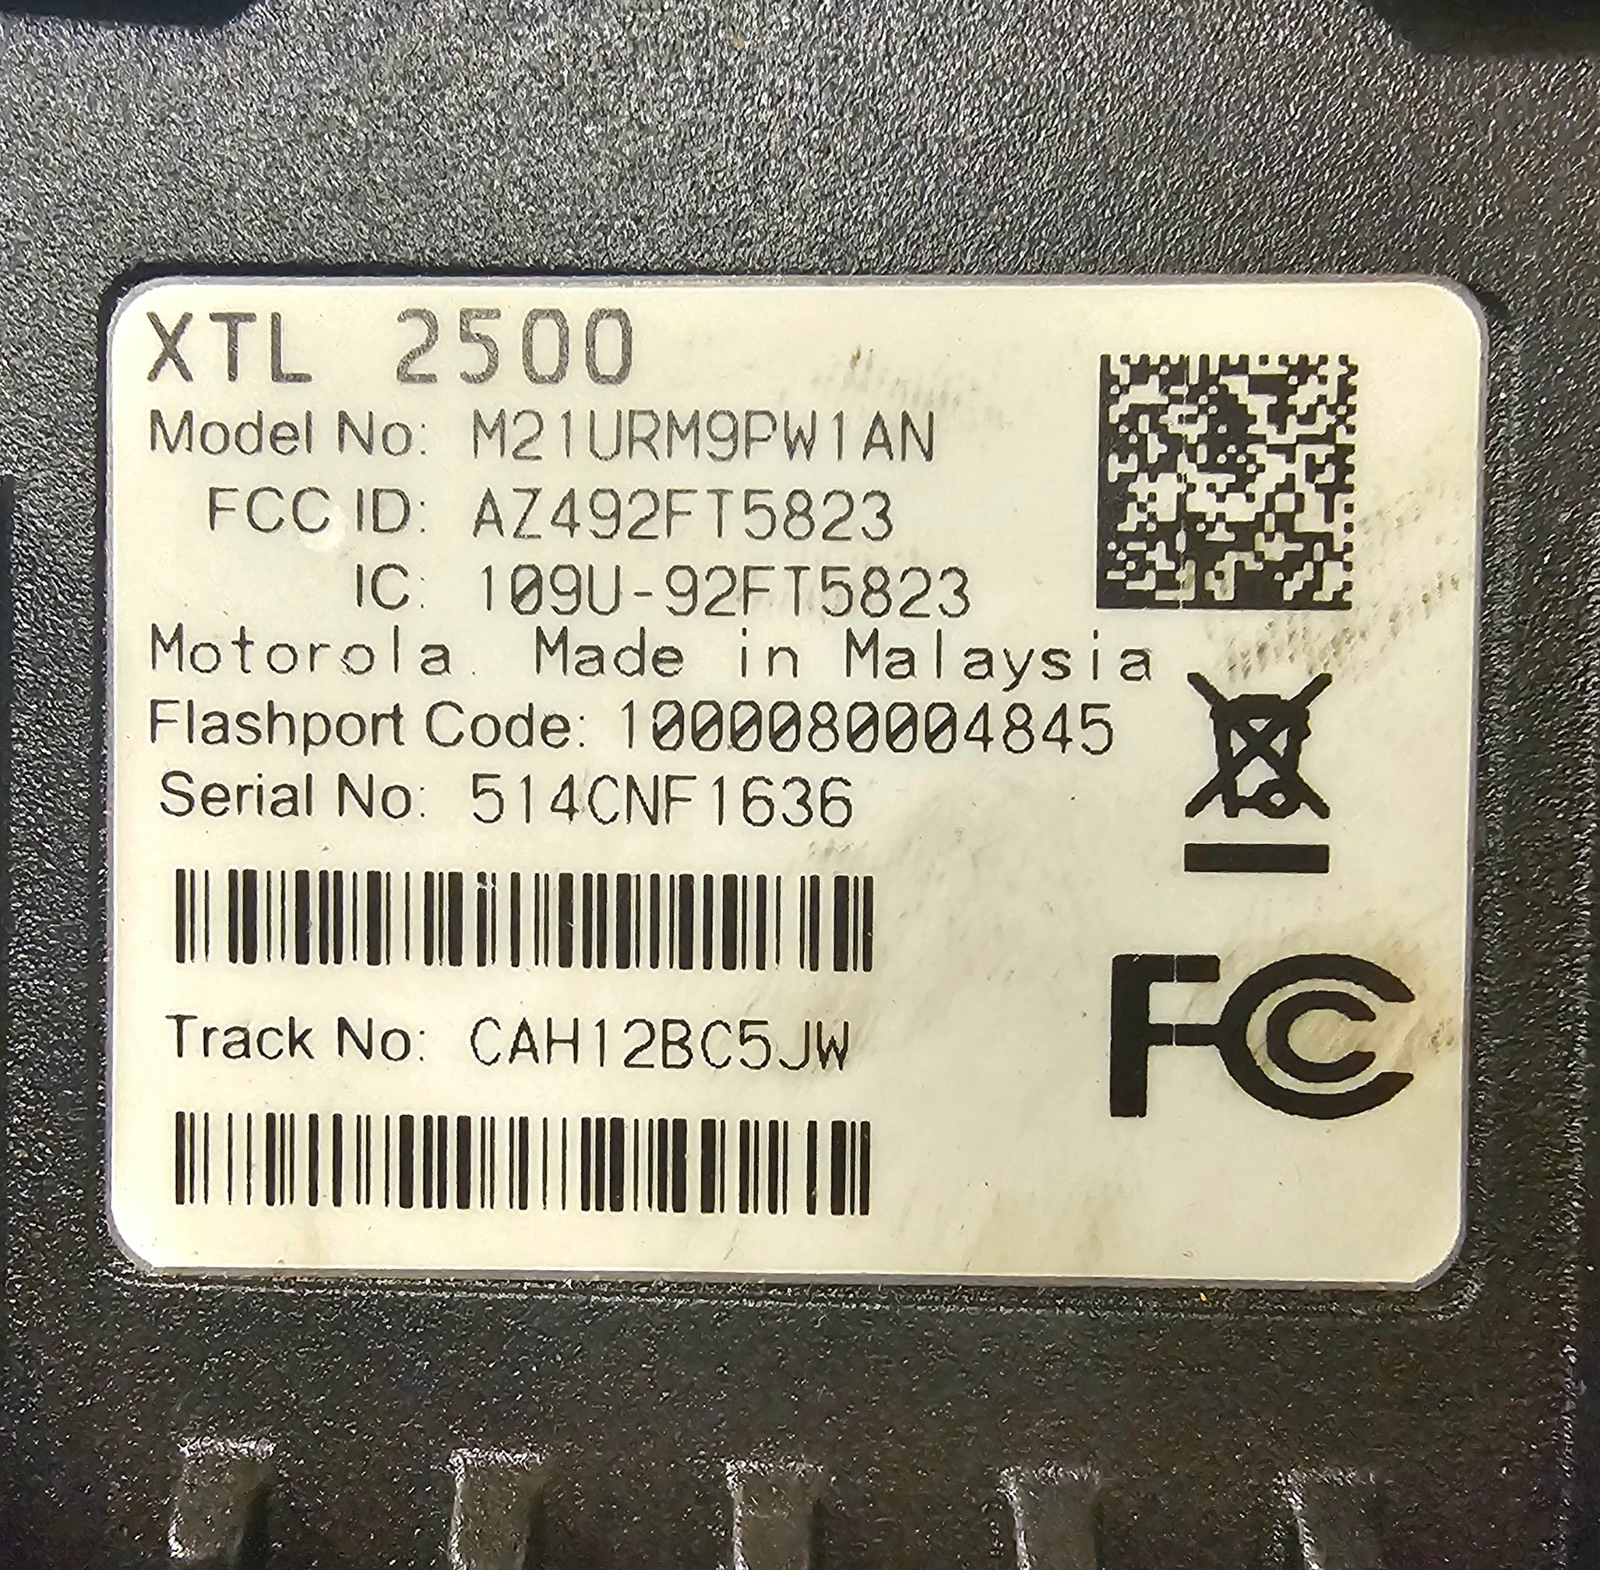 XTL 2500
Model No: M21URM9PW1AN
FCC ID: AZ492FT5823
IC: 109U-92FT5823
Motorola. Made in Malaysia
Flashport Code: 1000080004845
Serial No: 514CNF1636
Track No: CAH12BC5JW
FC